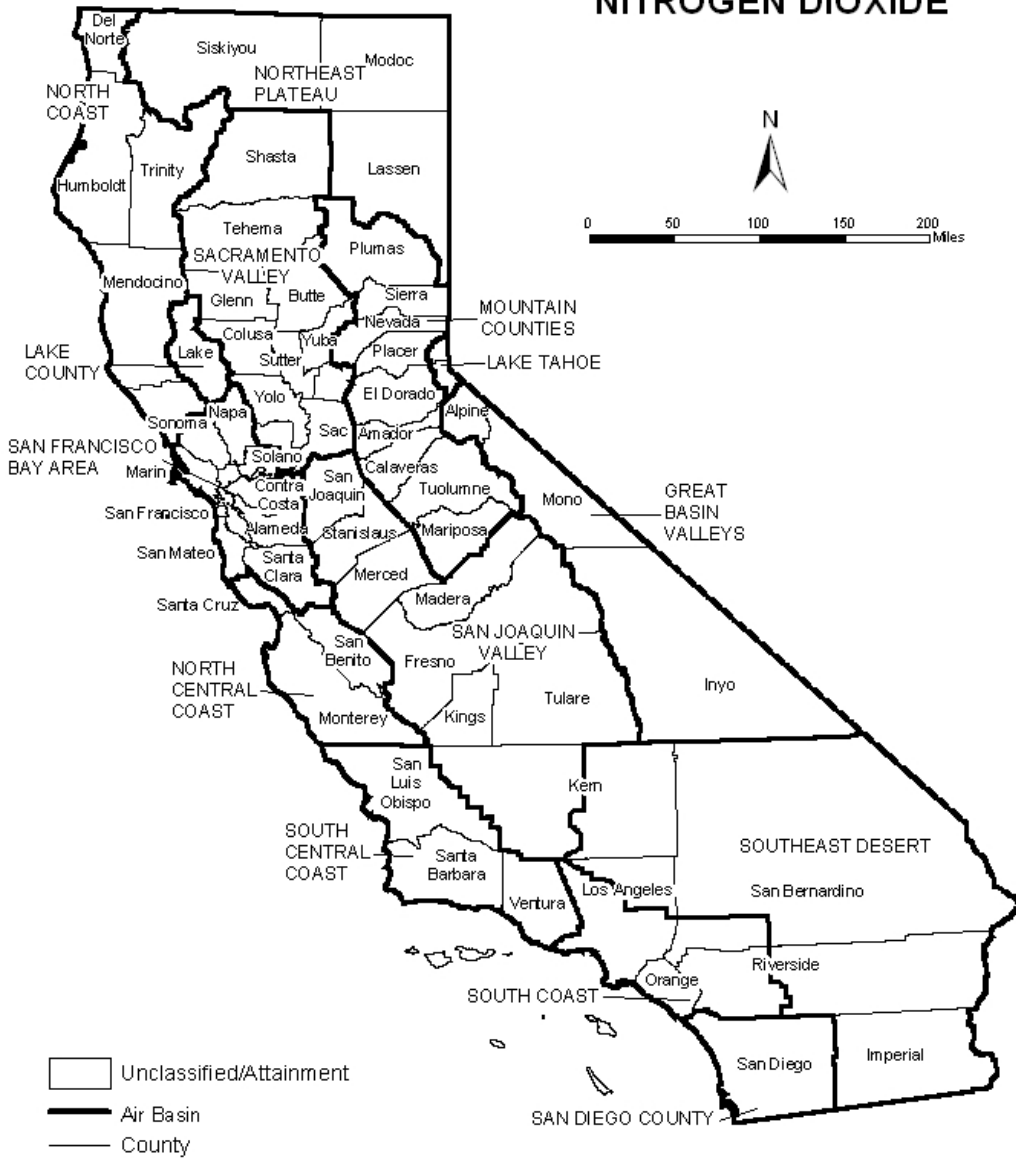 NITROGEN DIOXIDE
Del
Norte
Siskiyou
Modoc
NORTHEAST
PLATEAU
NORTH
COAST
N
Shasta
Trinity
Lassen
Humboldt
0 50 100 150 200
Miles
Tehema
Plumas
SACRAMENTO
VALLEY
Mendocino
Glenn
Butte
Sierra
MOUNTAIN
COUNTIES
Nevada
Colusa
Yuba
Sutter
Placer
LAKE
COUNTY
Lake
LAKE TAHOE
Yolo
El Dorado
Napa
Alpine
Sonoma
Sac
Amador
SAN FRANCISCO
BAY AREA
Solano
Marin
Calaveras
Contra
Costa
San
Joaquin
Tuolumne
Mono
GREAT
BASIN
VALLEYS
San Francisco
Alameda
Stanislaus
Mariposa
San Mateo
Santa
Clara
Merced
Santa Cruz
Madera
SAN JOAQUIN
VALLEY
San
Benito
Fresno
NORTH
CENTRAL
COAST
Tulare
Inyo
Monterey
Kings
San
Luis
Obispo
Kern
SOUTH
CENTRAL
COAST
Santa
Barbara
SOUTHEAST DESERT
Los Angeles
San Bernardino
Ventura
Riverside
Orange
SOUTH COAST
San Diego
Imperial
SAN DIEGO COUNTY
Unclassified/Attainment
Air Basin
County